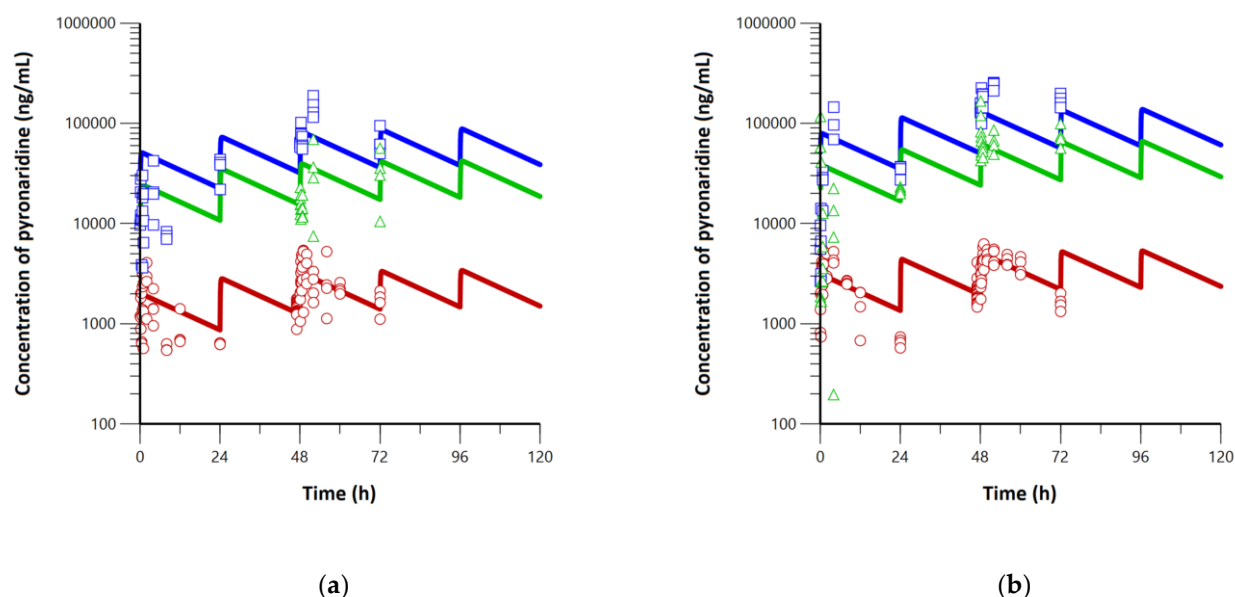 Concentration of pyronaridine (ng/mL)
1000000
100000
10000
1000
100
0 24 48 72 96 120
Time (h)
(a)
Concentration of pyronaridine (ng/mL)
1000000
100000
10000
1000
100
0 24 48 72 96 120
Time (h)
(b)